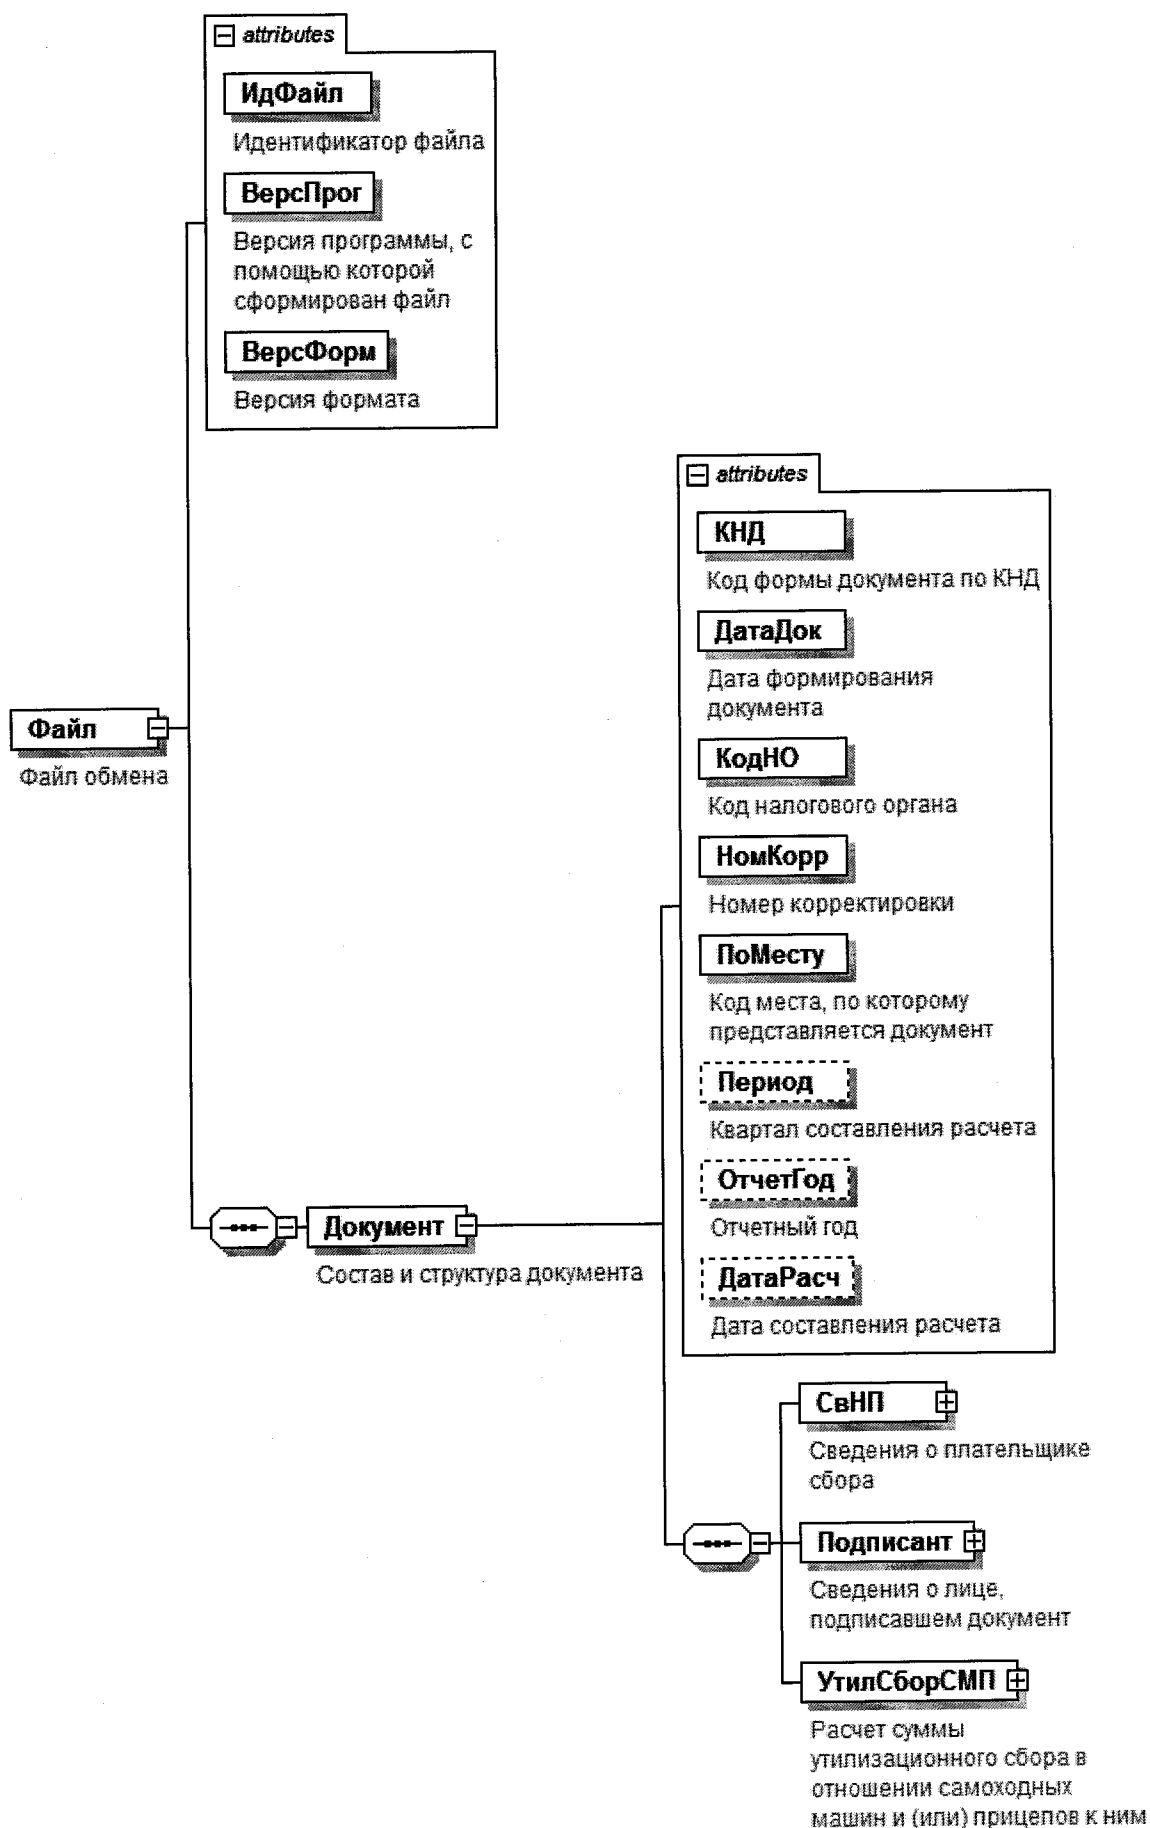 attributes
ИдФайл
Идентификатор файла
ВерсПрог
Версия программы, с
помощью которой
сформирован файл
ВерсФорм
Версия формата
Файл
Файл обмена
Документ
Состав и структура документа
attributes
КНД
Код формы документа по КНД
ДатаДок
Дата формирования
документа
КодНО
Код налогового органа
НомКорр
Номер корректировки
ПоМесту
Код места, по которому
представляется документ
Период
Квартал составления расчета
ОтчетГод
Отчетный год
ДатаРасч
Дата составления расчета
СвНП
Сведения о плательщике
сбора
Подписант
Сведения о лице,
подписавшем документ
УтилСборСМП
Расчет суммы
утилизационного сбора в
отношении самоходных
машин и (или) прицепов к ним